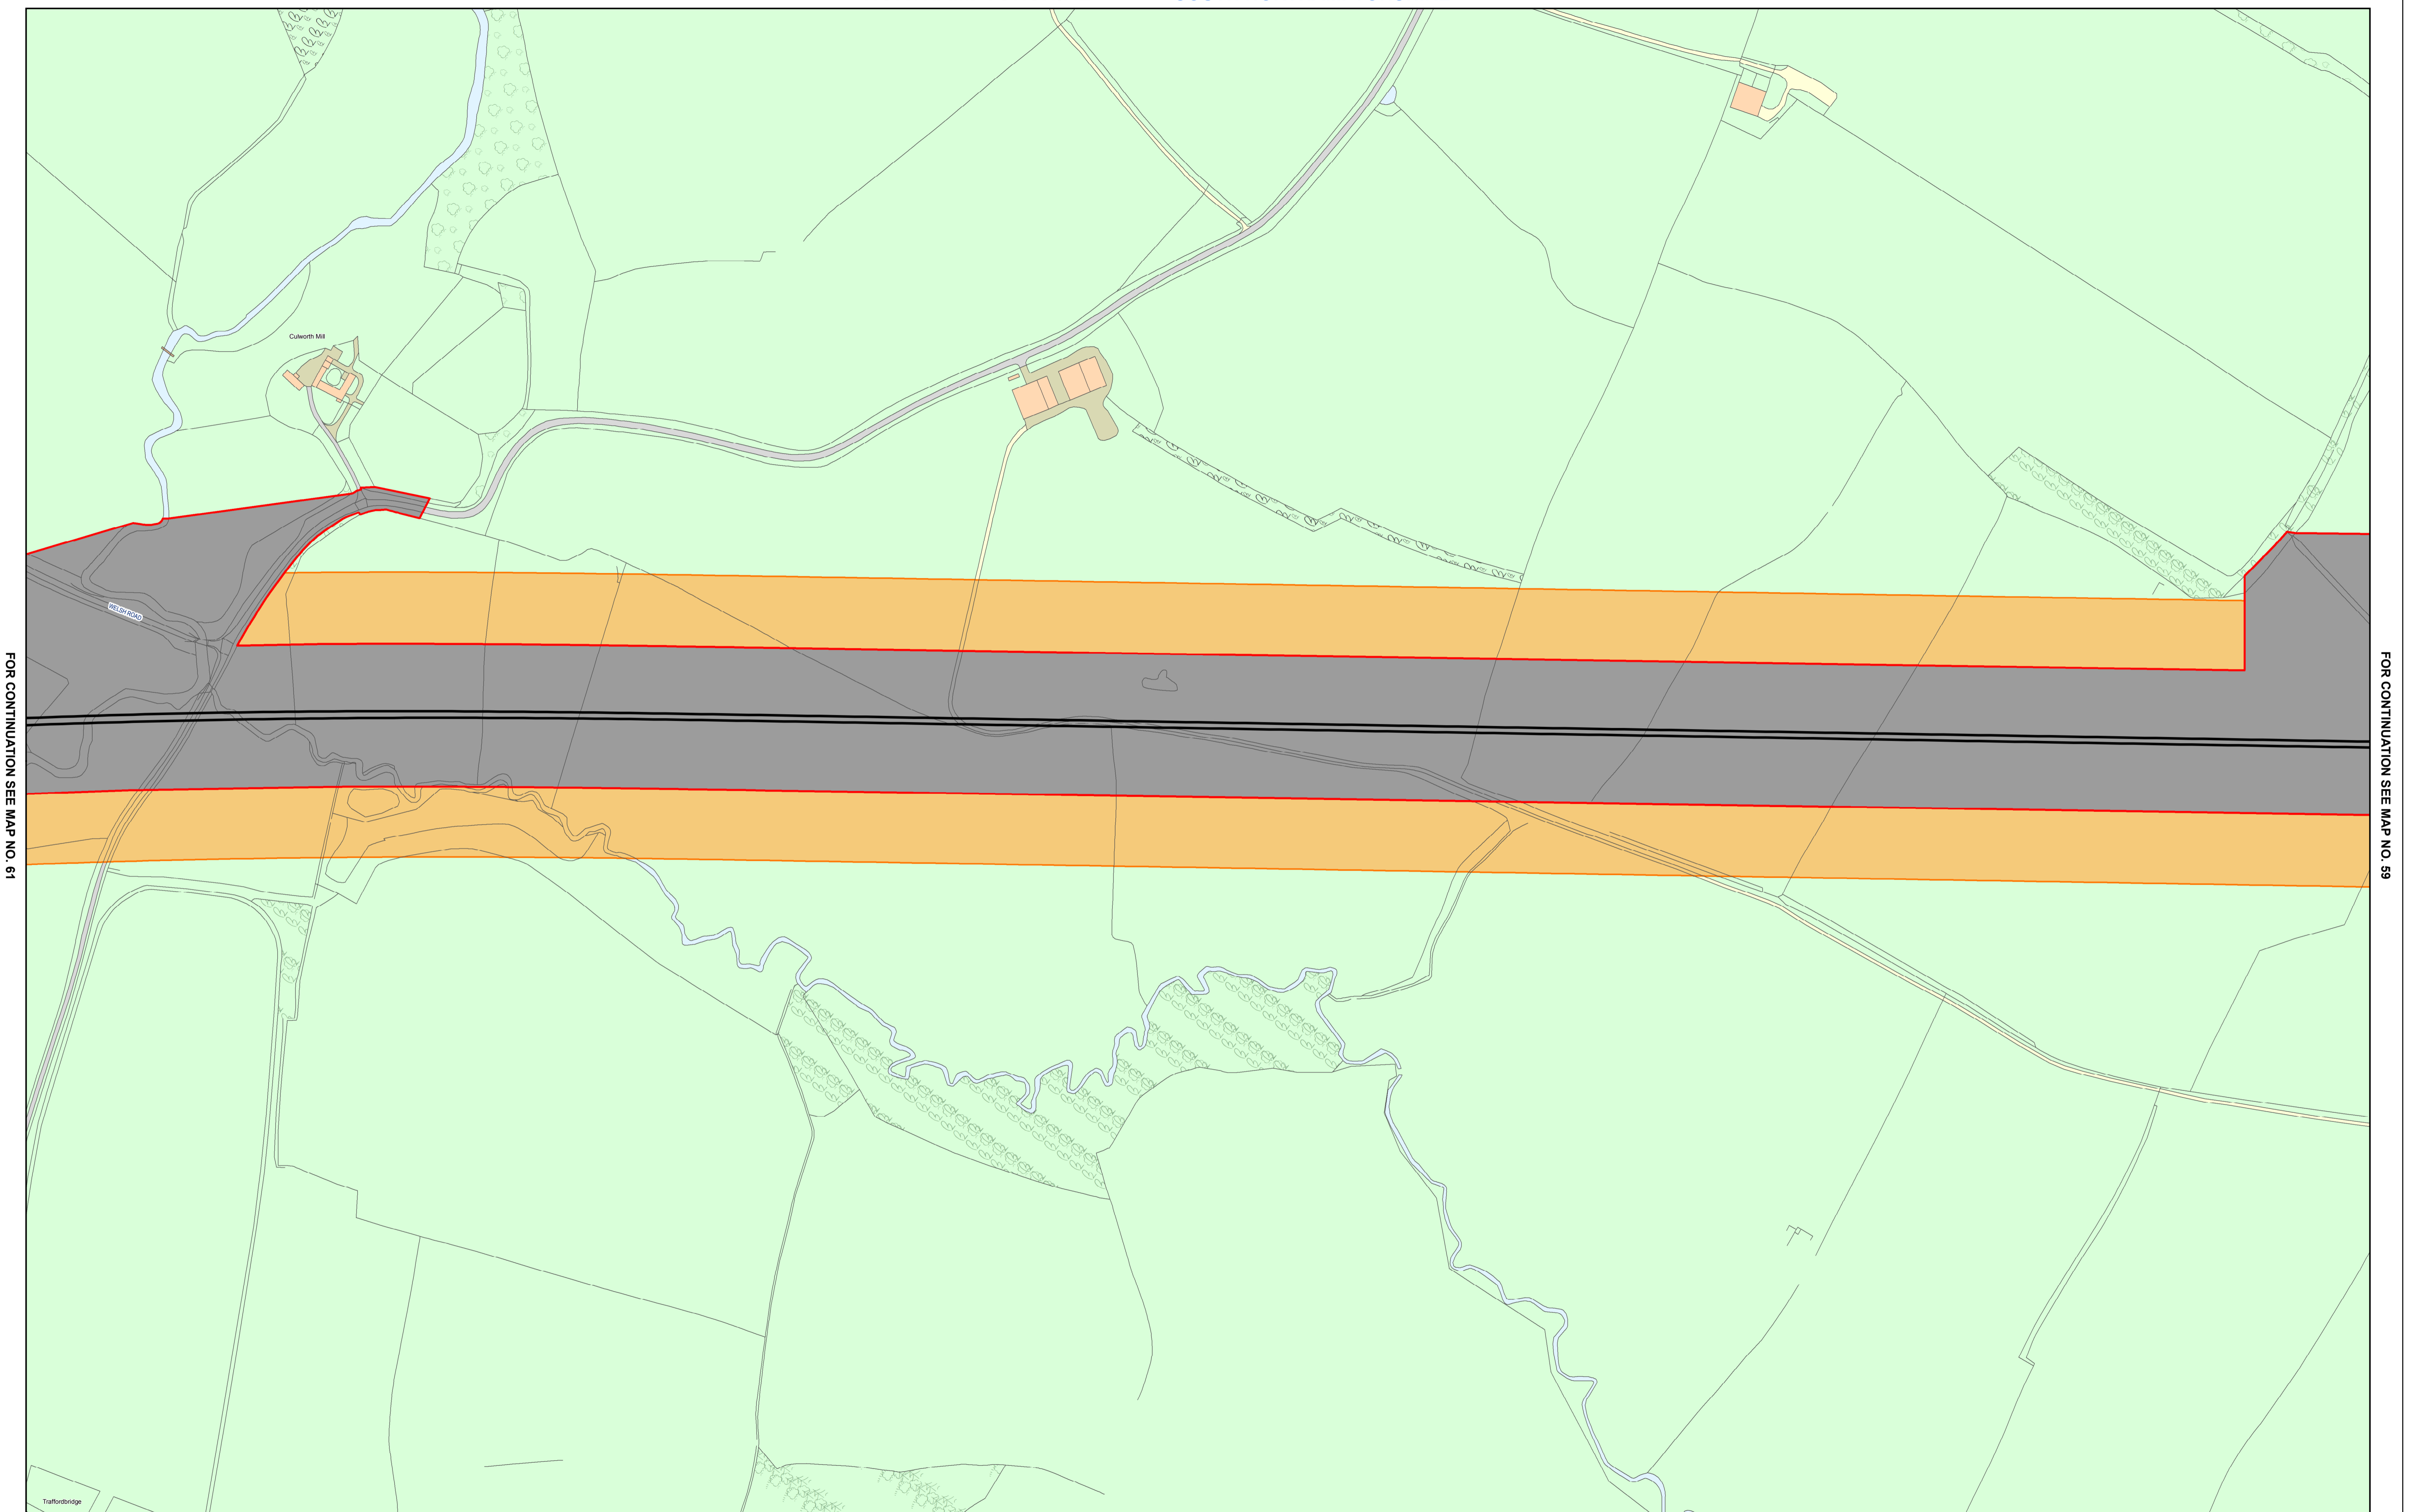 Culworth Mill
WELSH ROAD
FOR CONTINUATION SEE MAP NO. 61
FOR CONTINUATION SEE MAP NO. 59
Traffordbridge